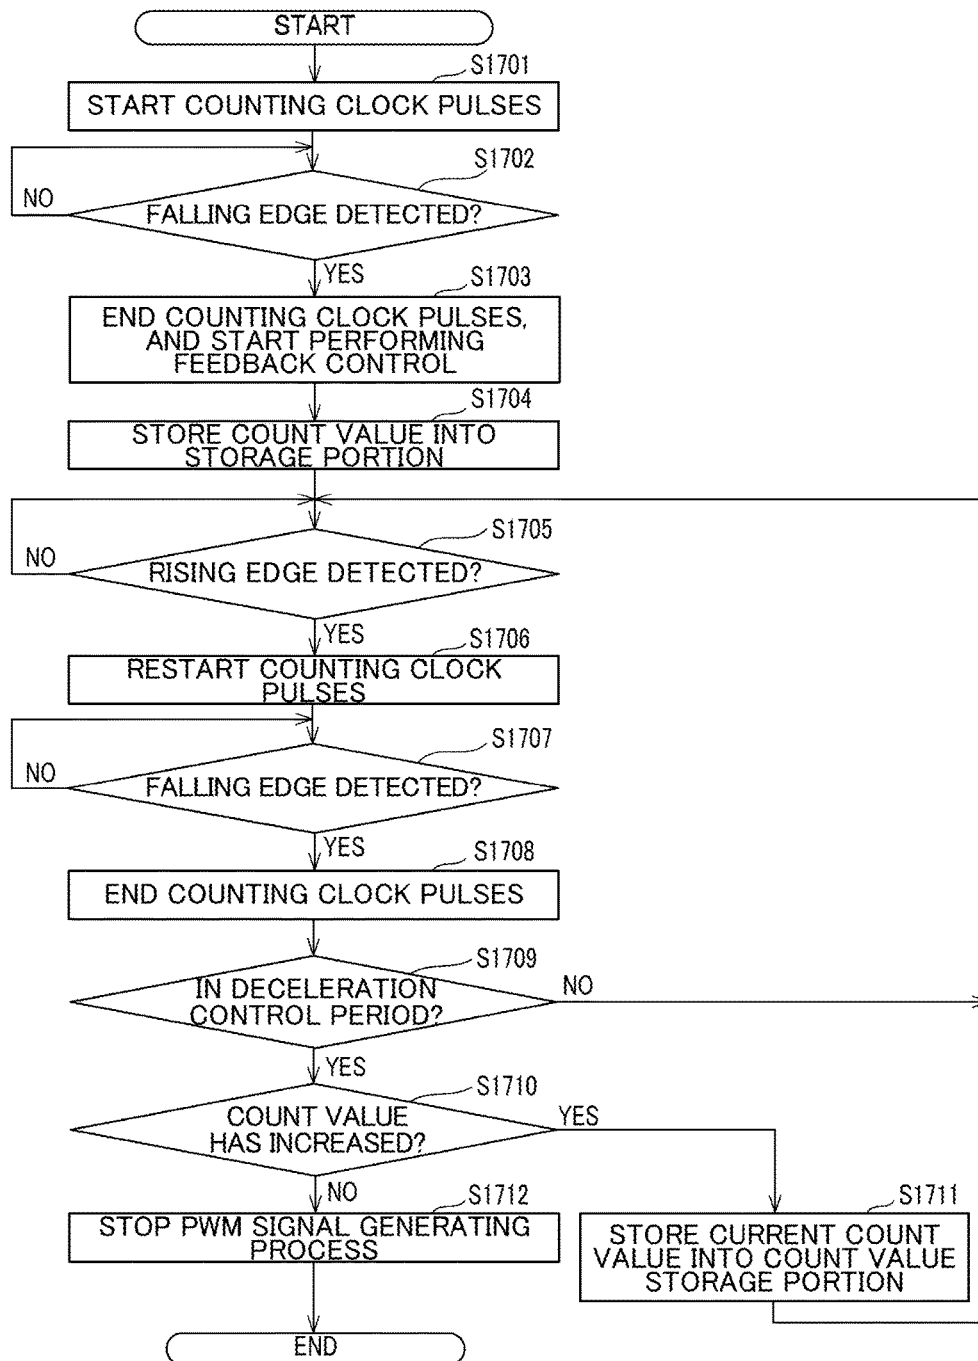 START
S1701
START COUNTING CLOCK PULSES
S1702
NO
FALLING EDGE DETECTED?
YES
S1703
END COUNTING CLOCK PULSES,
AND START PERFORMING
FEEDBACK CONTROL
S1704
STORE COUNT VALUE INTO
STORAGE PORTION
S1705
NO
RISING EDGE DETECTED?
YES
S1706
RESTART COUNTING CLOCK
PULSES
S1707
NO
FALLING EDGE DETECTED?
YES
S1708
END COUNTING CLOCK PULSES
S1709
IN DECELERATION
CONTROL PERIOD?
NO
YES
S1710
COUNT VALUE
HAS INCREASED?
YES
NO
S1712
STOP PWM SIGNAL GENERATING
PROCESS
S1711
STORE CURRENT COUNT
VALUE INTO COUNT VALUE
STORAGE PORTION
END